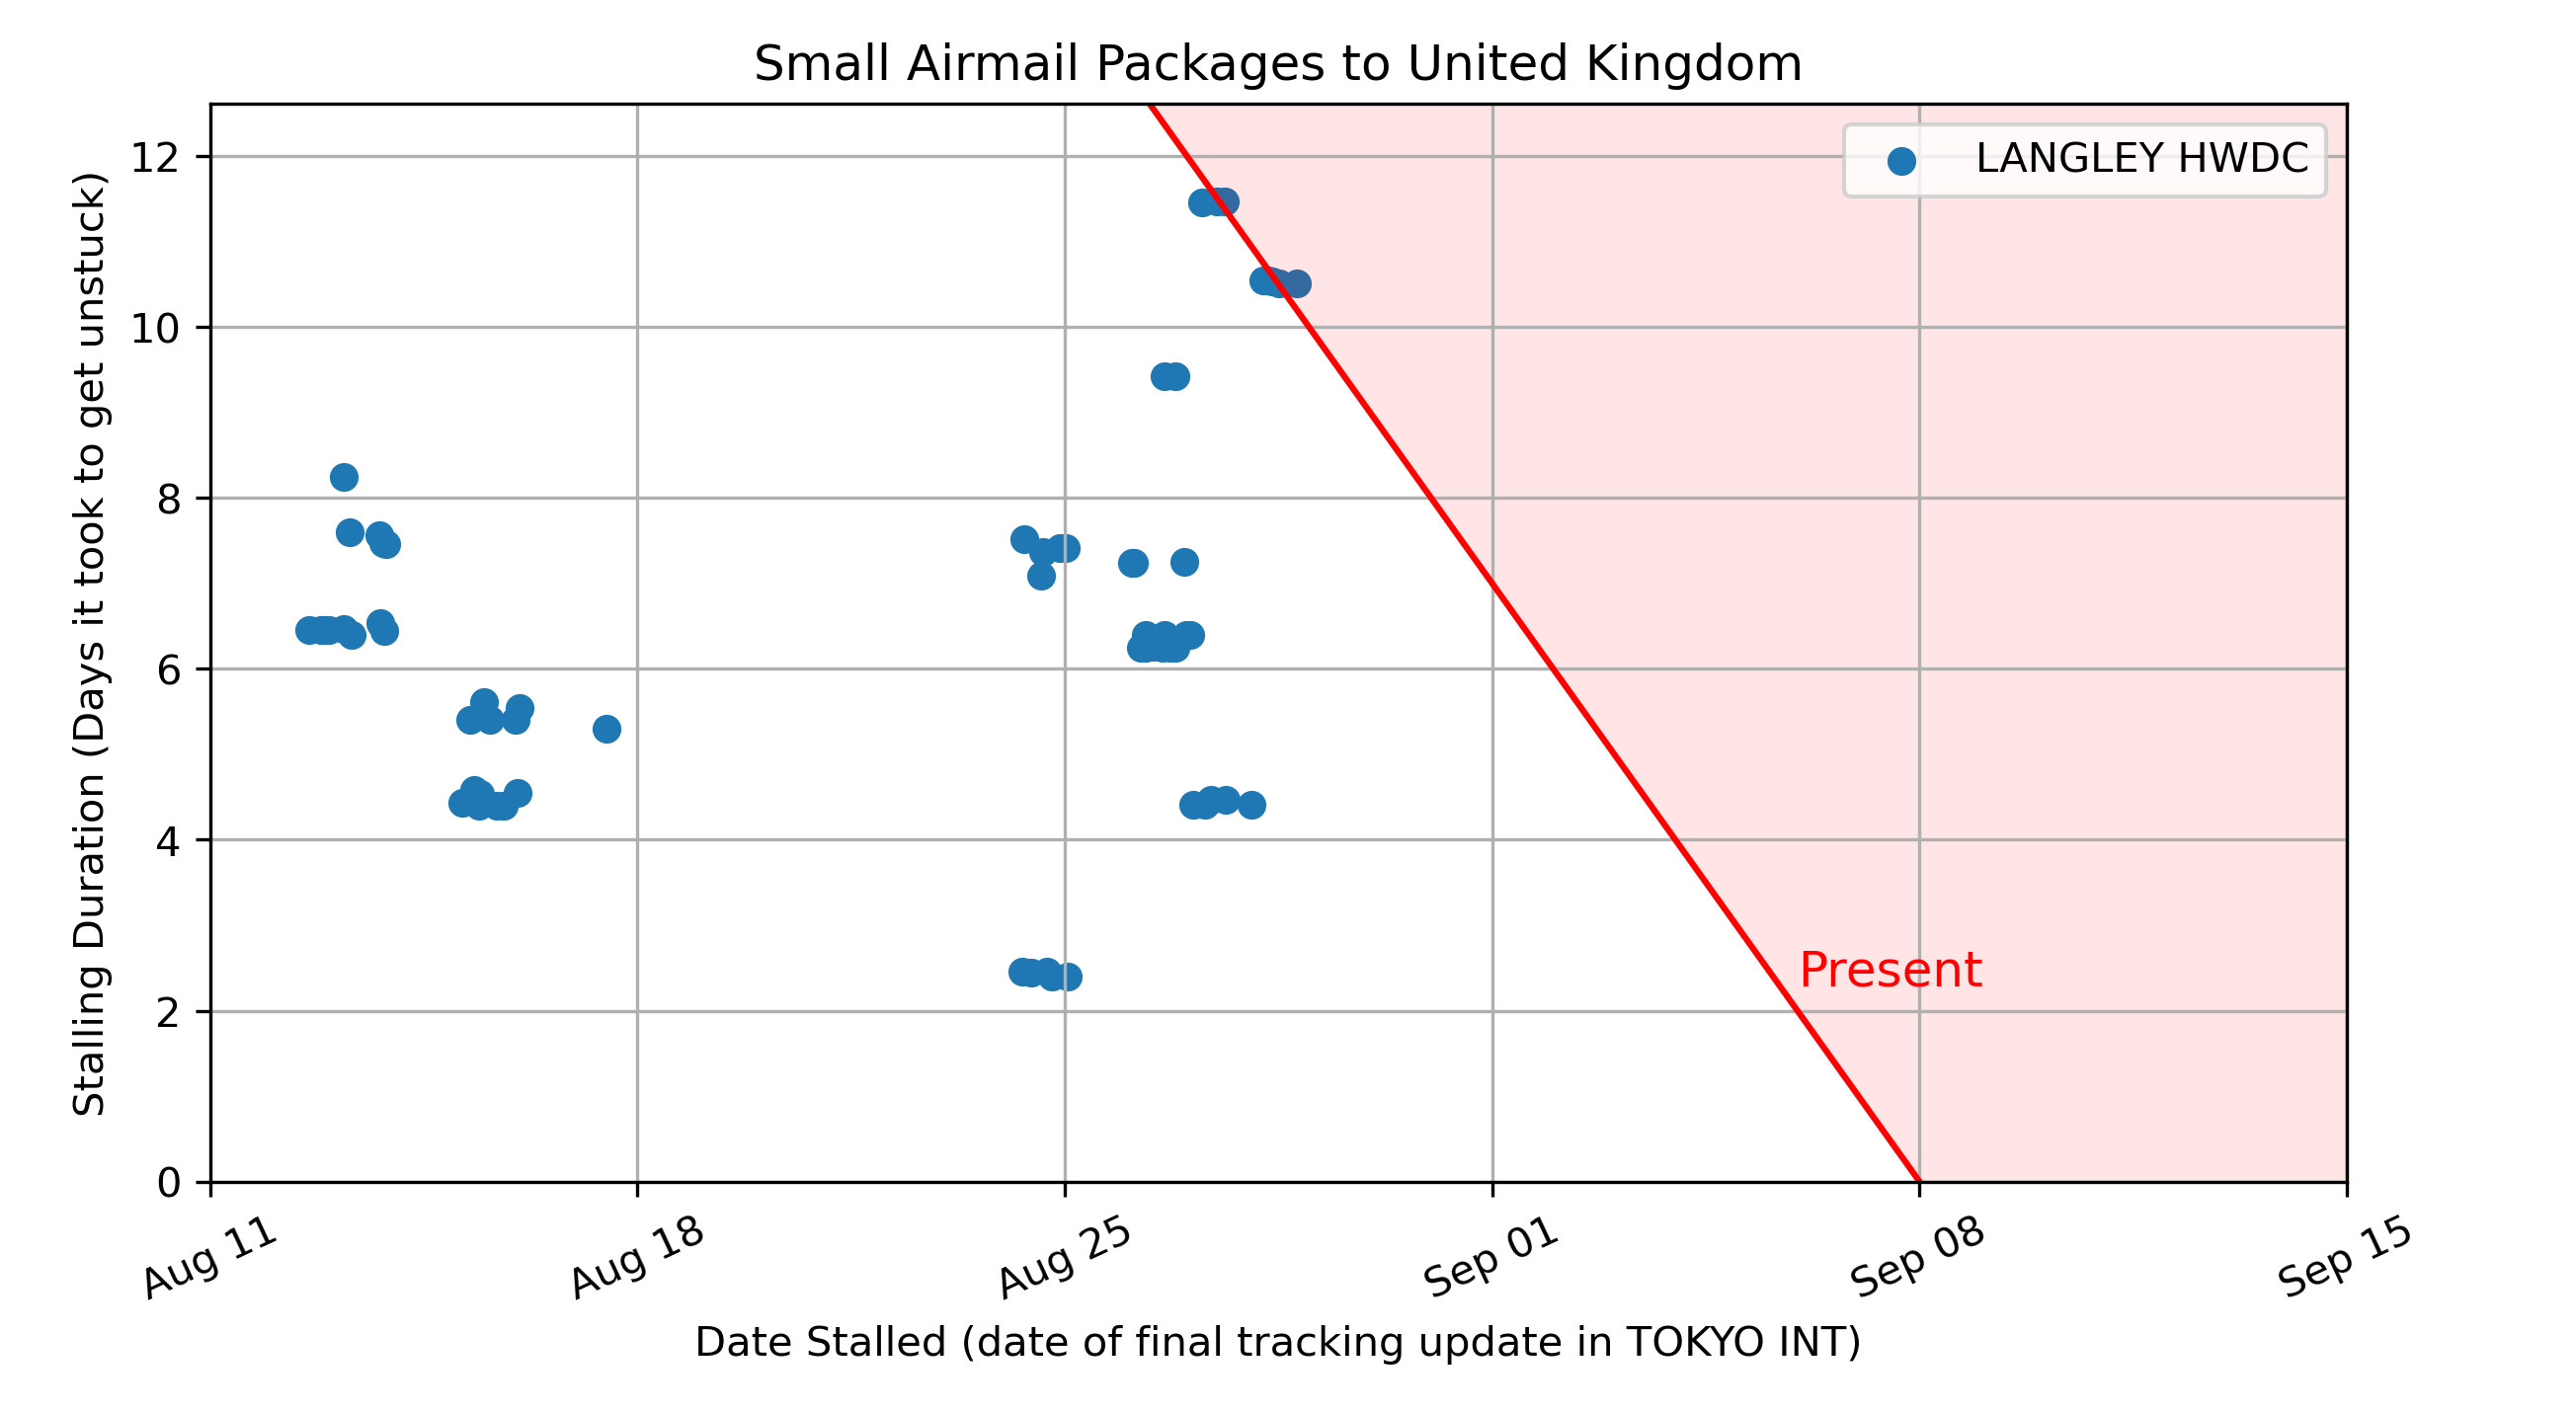 Small Airmail Packages to United Kingdom
LANGLEY HWDC
Stalling Duration (Days it took to get unstuck)
12
10
8
6
4
2
0
Present
Aug 11
Aug 18
Aug 25
Sep 01
Sep 08
Sep 15
Date Stalled (date of final tracking update in TOKYO INT)